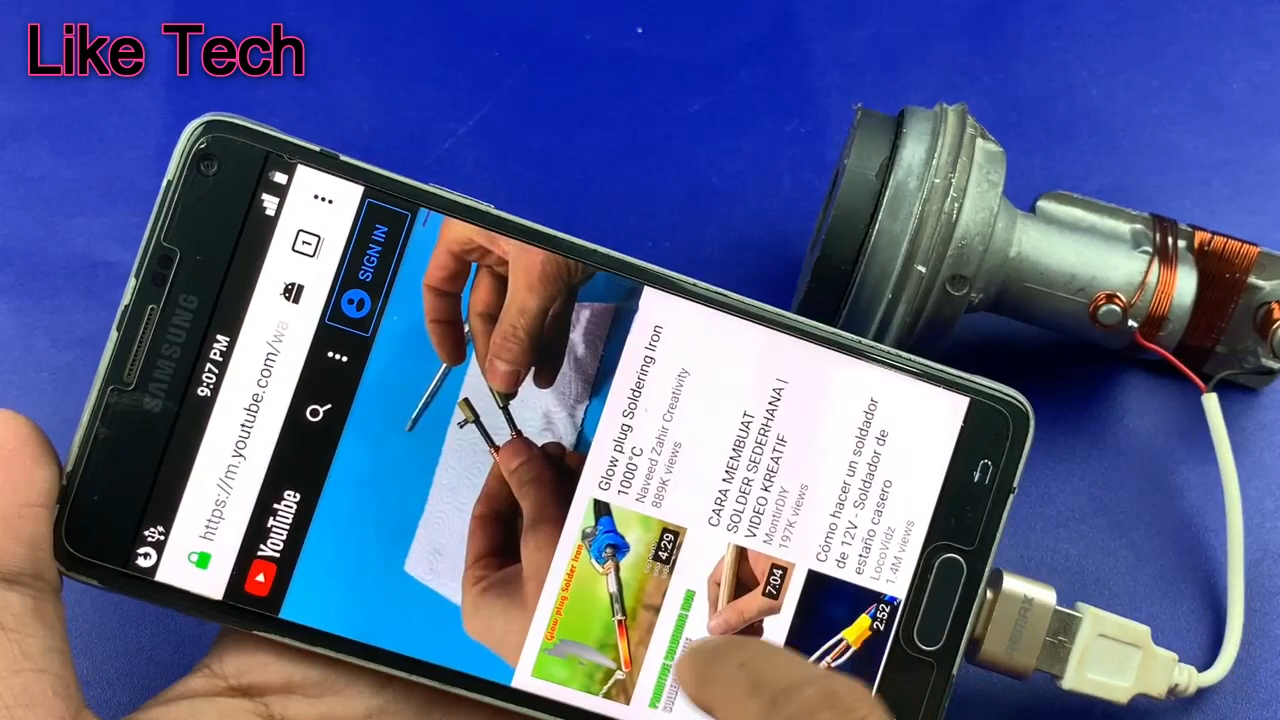 Like Tech
SAMSUNG
9:07 PM
1
https://m.youtube.com/wa
SIGN IN
YouTube
Glow plug Soldering Iron
1000°C
Naveed Zahir Creativity
889K views
Glow plug Solder Iron
4:29
CARA MEMBUAT
SOLDER SEDERHANA |
VIDEO KREATIF
MontirDIY
197K views
7:04
Cómo hacer un soldador
de 12V - Soldador de
estaño casero
LocoVidz
1.4M views
2:52
REMAX